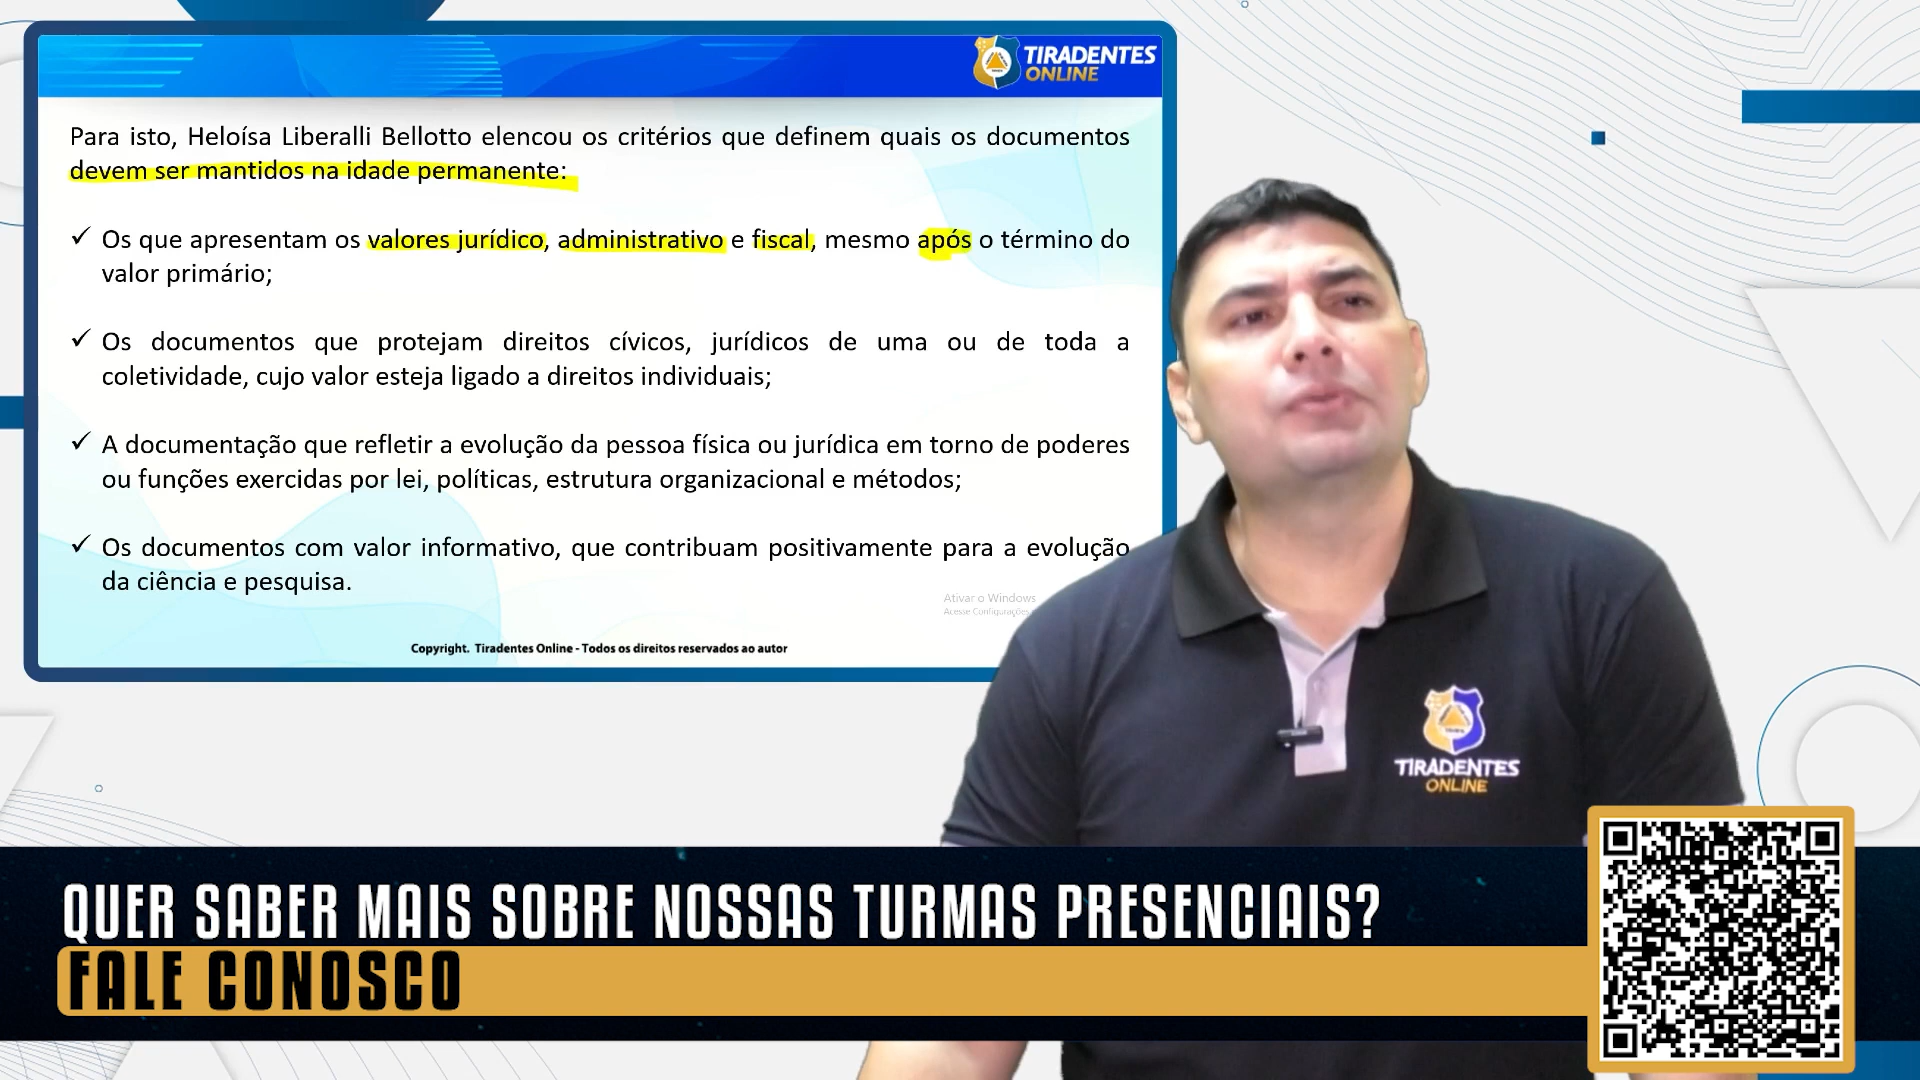 TIRADENTES
ONLINE
Para isto, Heloísa Liberalli Bellotto elencou os critérios que definem quais os documentos
devem ser mantidos na idade permanente:
✓ Os que apresentam os valores jurídico, administrativo e fiscal, mesmo após o término do
valor primário;
✓ Os documentos que protejam direitos cívicos, jurídicos de uma ou de toda a
coletividade, cujo valor esteja ligado a direitos individuais;
✓ A documentação que refletir a evolução da pessoa física ou jurídica em torno de poderes
ou funções exercidas por lei, políticas, estrutura organizacional e métodos;
✓ Os documentos com valor informativo, que contribuam positivamente para a evolução
da ciência e pesquisa.
Ativar o Windows
Acesse Configurações
Copyright. Tiradentes Online - Todos os direitos reservados ao autor
TIRADENTES
ONLINE
QUER SABER MAIS SOBRE NOSSAS TURMAS PRESENCIAIS?
FALE CONOSCO